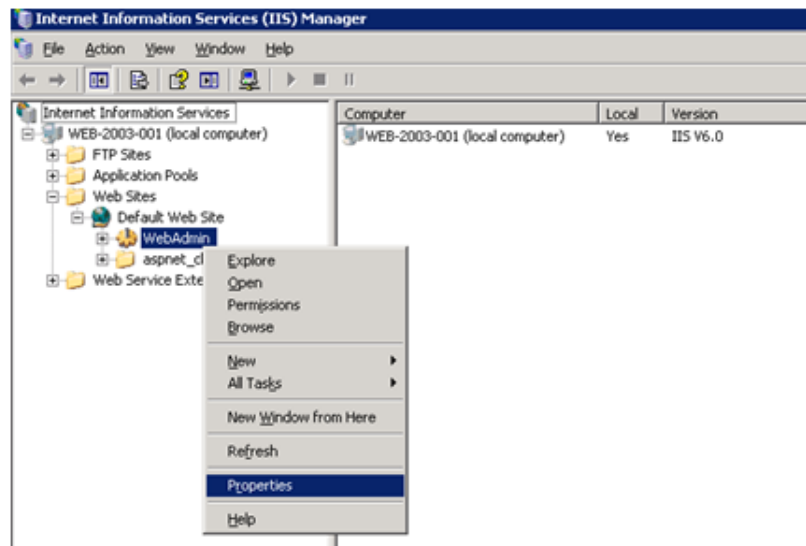 Internet Information Services (IIS) Manager
File Action View Window Help
Internet Information Services
WEB-2003-001 (local computer)
FTP Sites
Application Pools
Web Sites
Default Web Site
WebAdmin
aspnet_cl
Web Service Exte
Computer Local Version
WEB-2003-001 (local computer) Yes IIS V6.0
Explore
Open
Permissions
Browse
New
All Tasks
New Window from Here
Refresh
Properties
Help